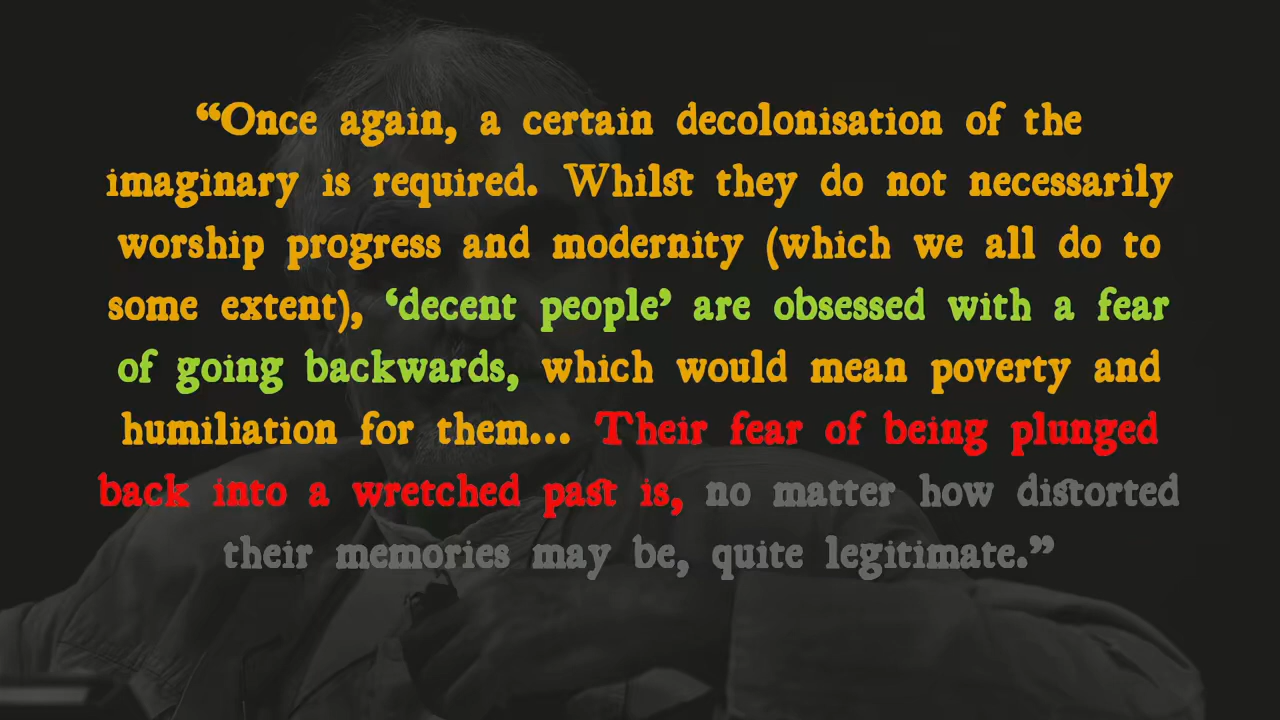 “Once again, a certain decolonisation of the
imaginary is required. Whilst they do not necessarily
worship progress and modernity (which we all do to
some extent), ‘decent people’ are obsessed with a fear
of going backwards, which would mean poverty and
humiliation for them... Their fear of being plunged
back into a wretched past is, no matter how distorted
their memories may be, quite legitimate.”